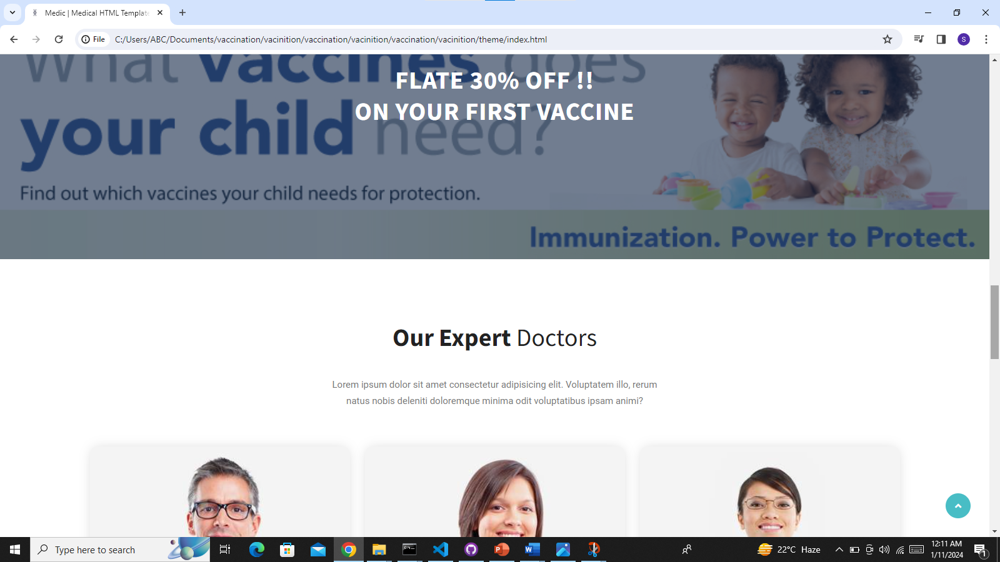 Medic | Medical HTML Template
File
C:/Users/ABC/Documents/vaccination/vacinition/vaccination/vacinition/vaccination/vacinition/theme/index.html
S
What vaccines does
FLATE 30% OFF !!
ON YOUR FIRST VACCINE
your child need?
Find out which vaccines your child needs for protection.
Immunization. Power to Protect.
Our Expert Doctors
Lorem ipsum dolor sit amet consectetur adipisicing elit. Voluptatem illo, rerum
natus nobis deleniti doloremque minima odit voluptatibus ipsam animi?
Type here to search
22°C Haze
12:11 AM
1/11/2024
1